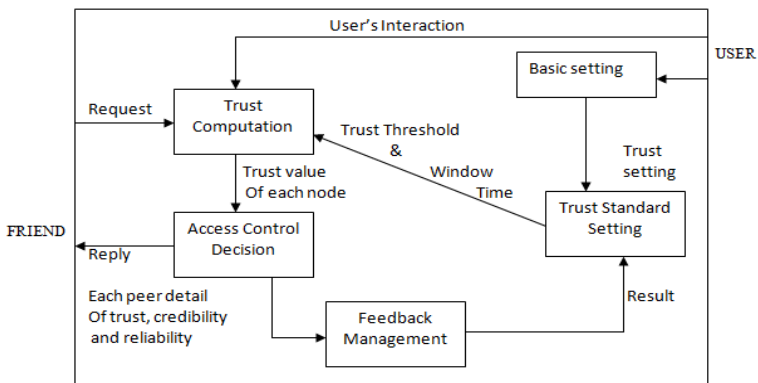 User's Interaction
USER
Basic setting
Request
Trust
Computation
Trust Threshold
&
Window
Time
Trust
setting
Trust value
Of each node
Trust Standard
Setting
FRIEND
Access Control
Decision
Reply
Each peer detail
Of trust, credibility
and reliability
Feedback
Management
Result